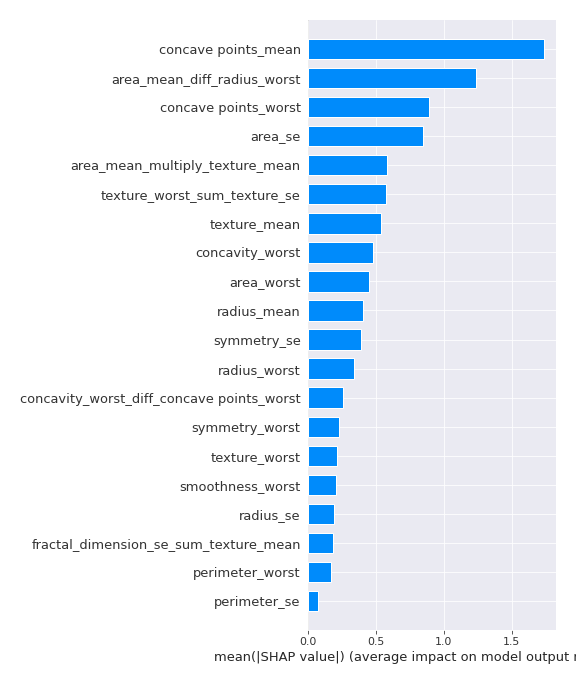 concave points_mean
area_mean_diff_radius_worst
concave points_worst
area_se
area_mean_multiply_texture_mean
texture_worst_sum_texture_se
texture_mean
concavity_worst
area_worst
radius_mean
symmetry_se
radius_worst
concavity_worst_diff_concave points_worst
symmetry_worst
texture_worst
smoothness_worst
radius_se
fractal_dimension_se_sum_texture_mean
perimeter_worst
perimeter_se
0.0 0.5 1.0 1.5
mean(|SHAP value|) (average impact on model output